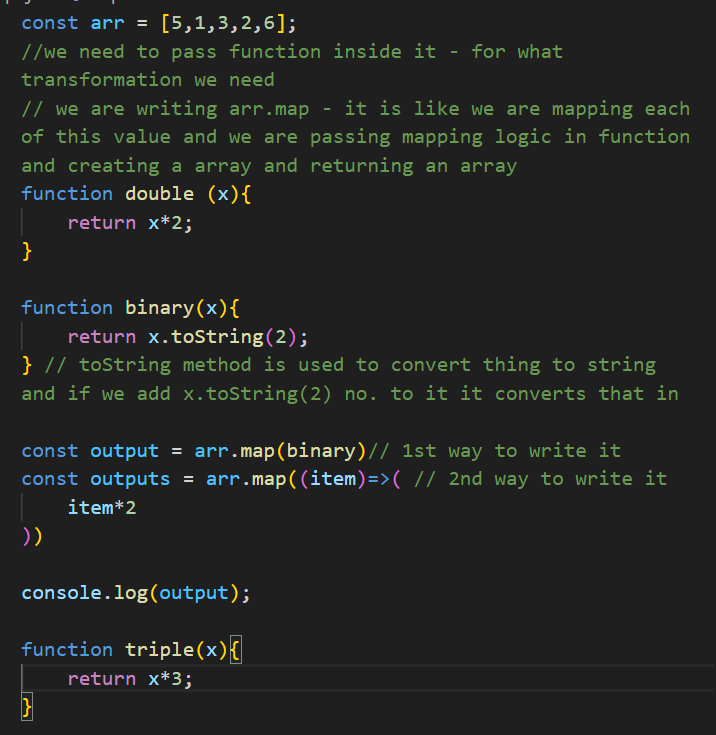 const arr = [5,1,3,2,6];
//we need to pass function inside it - for what
transformation we need
// we are writing arr.map - it is like we are mapping each
of this value and we are passing mapping logic in function
and creating a array and returning an array
function double (x){
    return x*2;
}
function binary(x){
    return x.toString(2);
} // toString method is used to convert thing to string
and if we add x.toString(2) no. to it it converts that in
const output = arr.map(binary)// 1st way to write it
const outputs = arr.map((item)=>( // 2nd way to write it
    item*2
))
console.log(output);
function triple(x){
    return x*3;
}